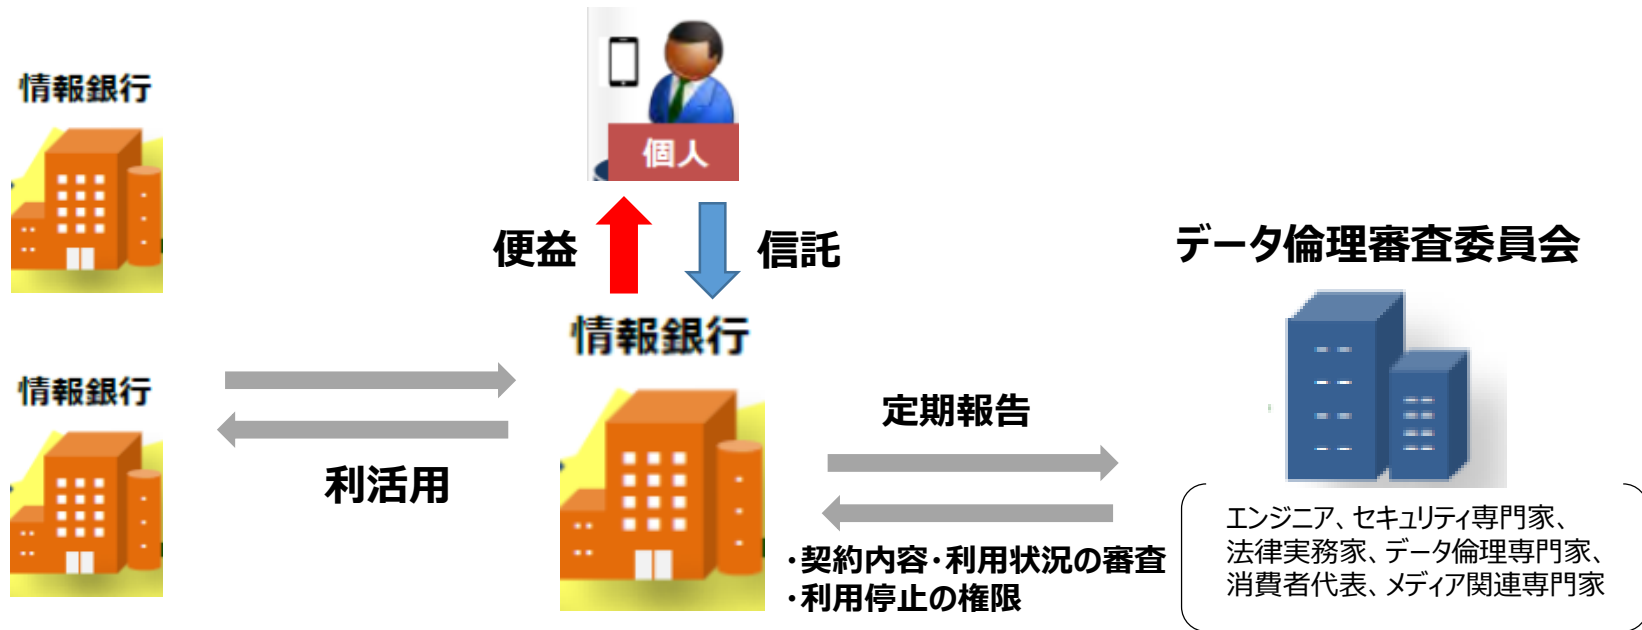 情報銀行
個人
便益
信託
データ倫理審査委員会
情報銀行
情報銀行
利活用
定期報告
・契約内容・利用状況の審査
・利用停止の権限
エンジニア、セキュリティ専門家、
法律実務家、データ倫理専門家、
消費者代表、メディア関連専門家